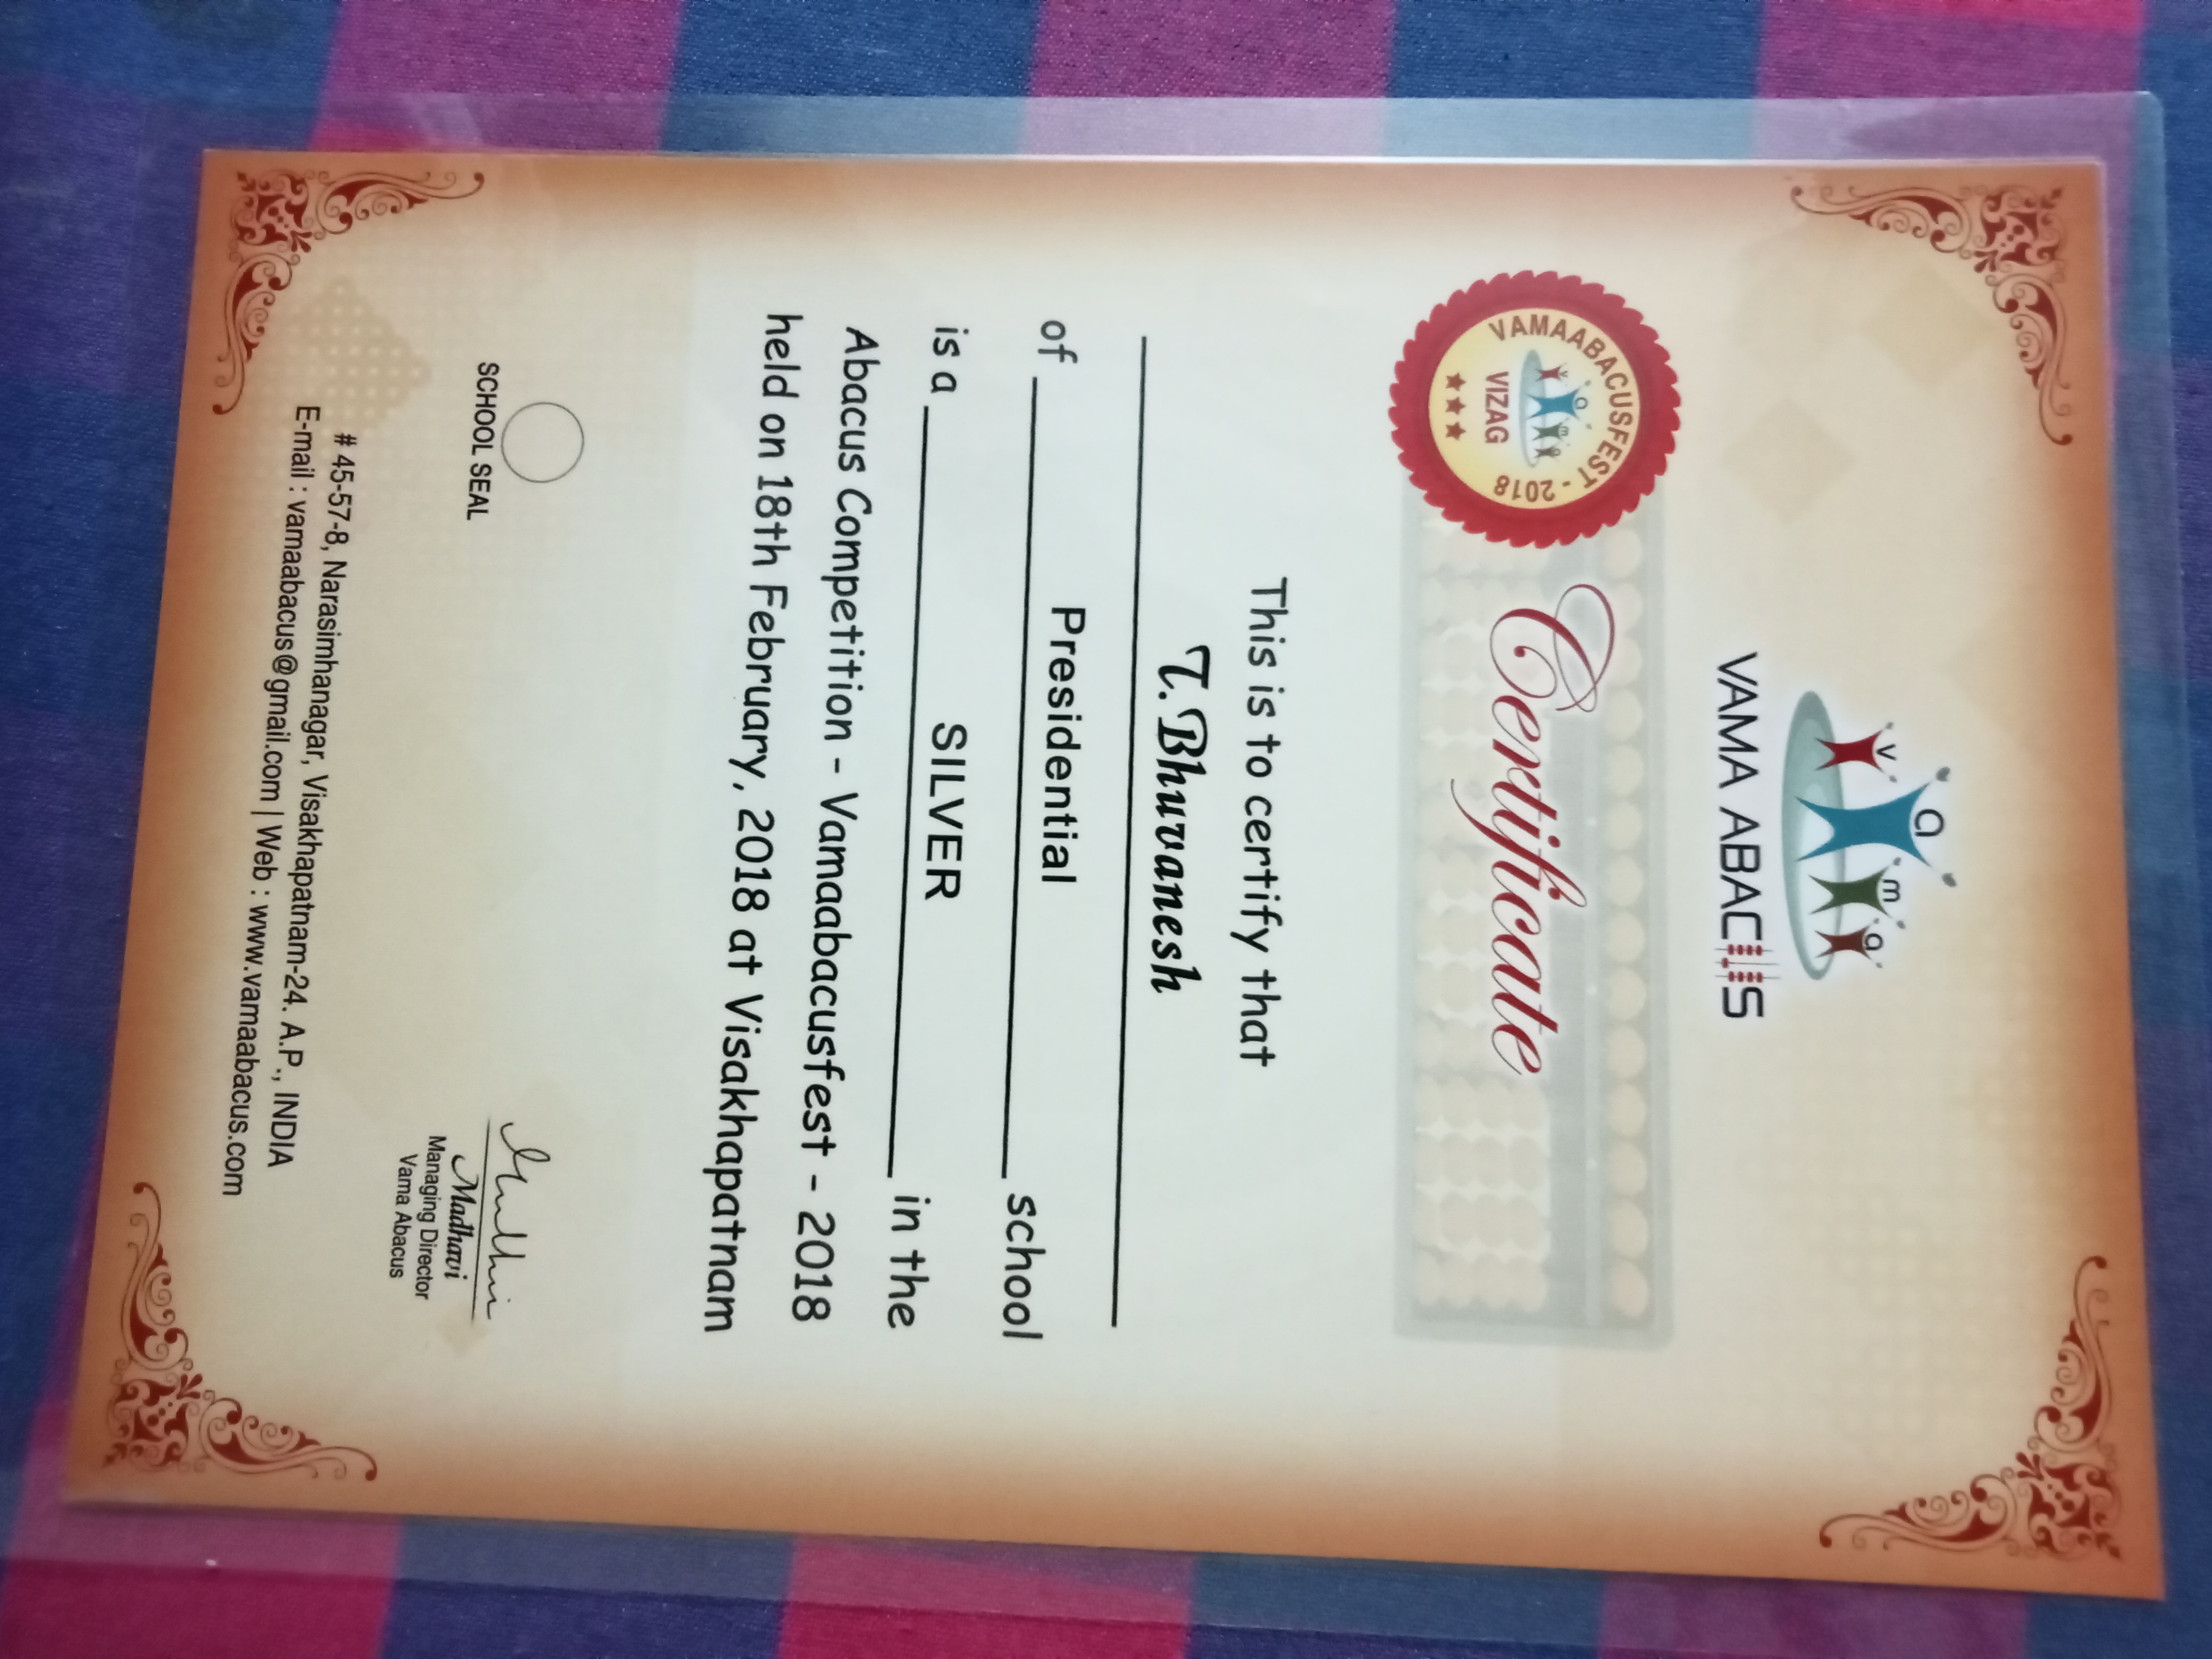 v a m a
VAMA ABACUS
VAMAABACUSFEST - 2018
v a m a
VIZAG
Certificate
This is to certify that
T.Bhuvanesh
of Presidential school
is a SILVER in the
Abacus Competition - Vamaabacusfest - 2018
held on 18th February, 2018 at Visakhapatnam
SCHOOL SEAL
Madhavi
Managing Director
Vama Abacus
# 45-57-8, Narasimhanagar, Visakhapatnam-24. A.P., INDIA
E-mail : vamaabacus@gmail.com | Web : www.vamaabacus.com